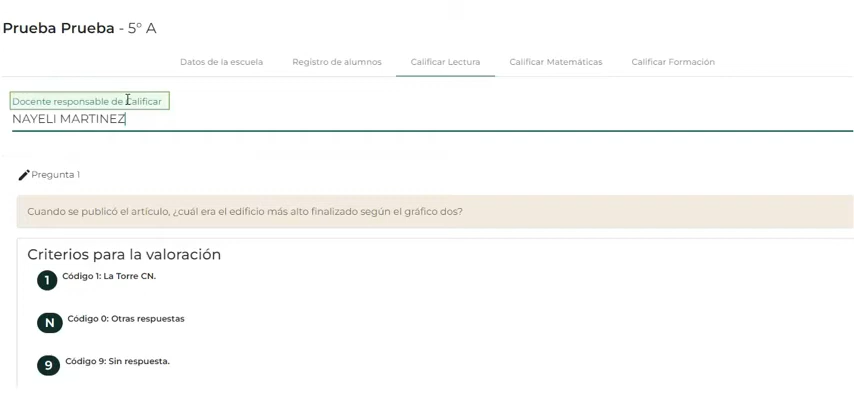 Prueba Prueba - 5° A
Datos de la escuela Registro de alumnos Calificar Lectura Calificar Matemáticas Calificar Formación
Docente responsable de Calificar
NAYELI MARTINEZ
Pregunta 1
Cuando se publicó el artículo, ¿cuál era el edificio más alto finalizado según el gráfico dos?
Criterios para la valoración
1 Código 1: La Torre CN.
N Código 0: Otras respuestas
9 Código 9: Sin respuesta.